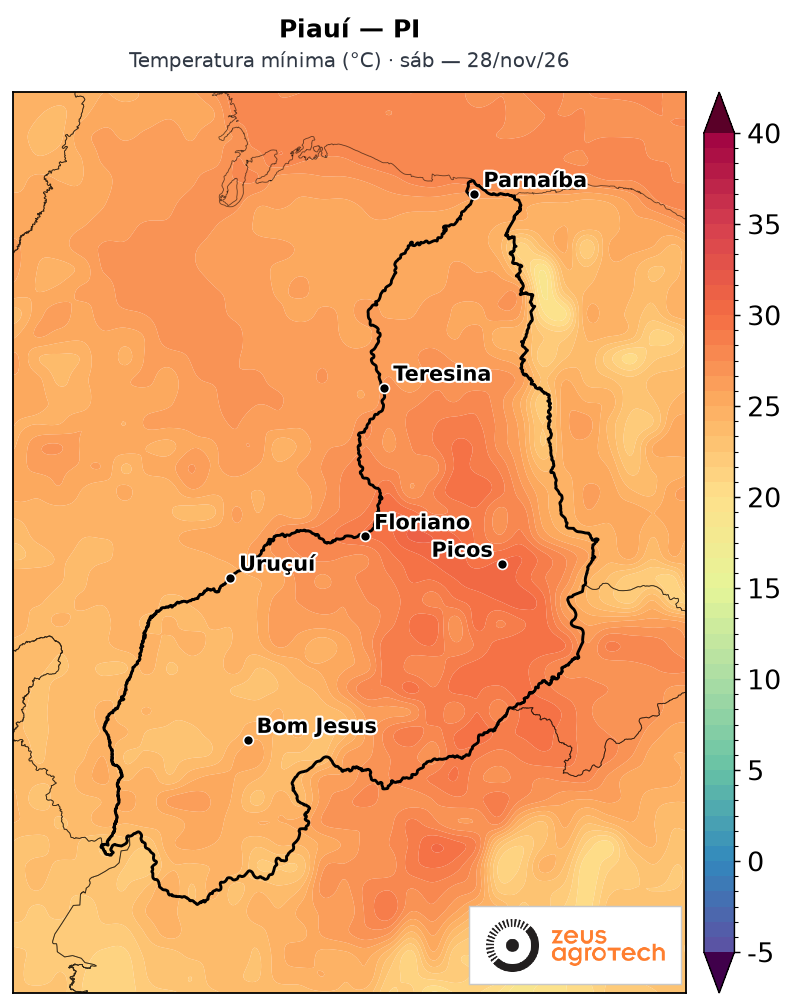 Piauí — PI
Temperatura mínima (°C) · sáb — 28/nov/26
Parnaíba
Teresina
Floriano
Picos
Uruçuí
Bom Jesus
40
35
30
25
20
15
10
5
0
-5
zeus
agrotech